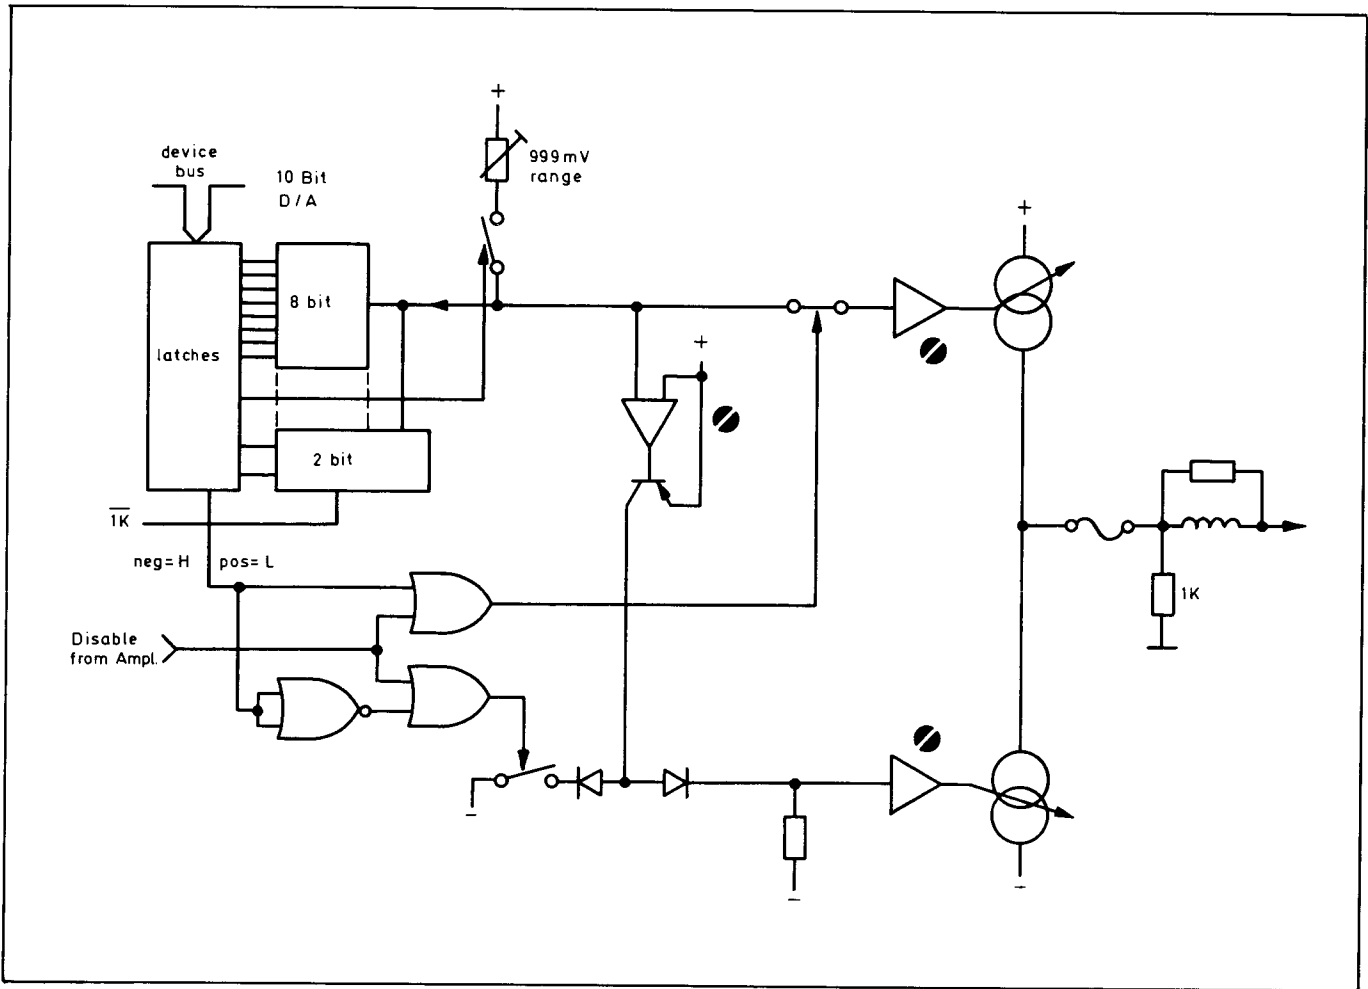 +
device
bus
10 Bit
D/A
999mV
range
+
8 bit
latches
+
2 bit
1K
neg=H
pos=L
1K
Disable
from Ampl.
-
-
-